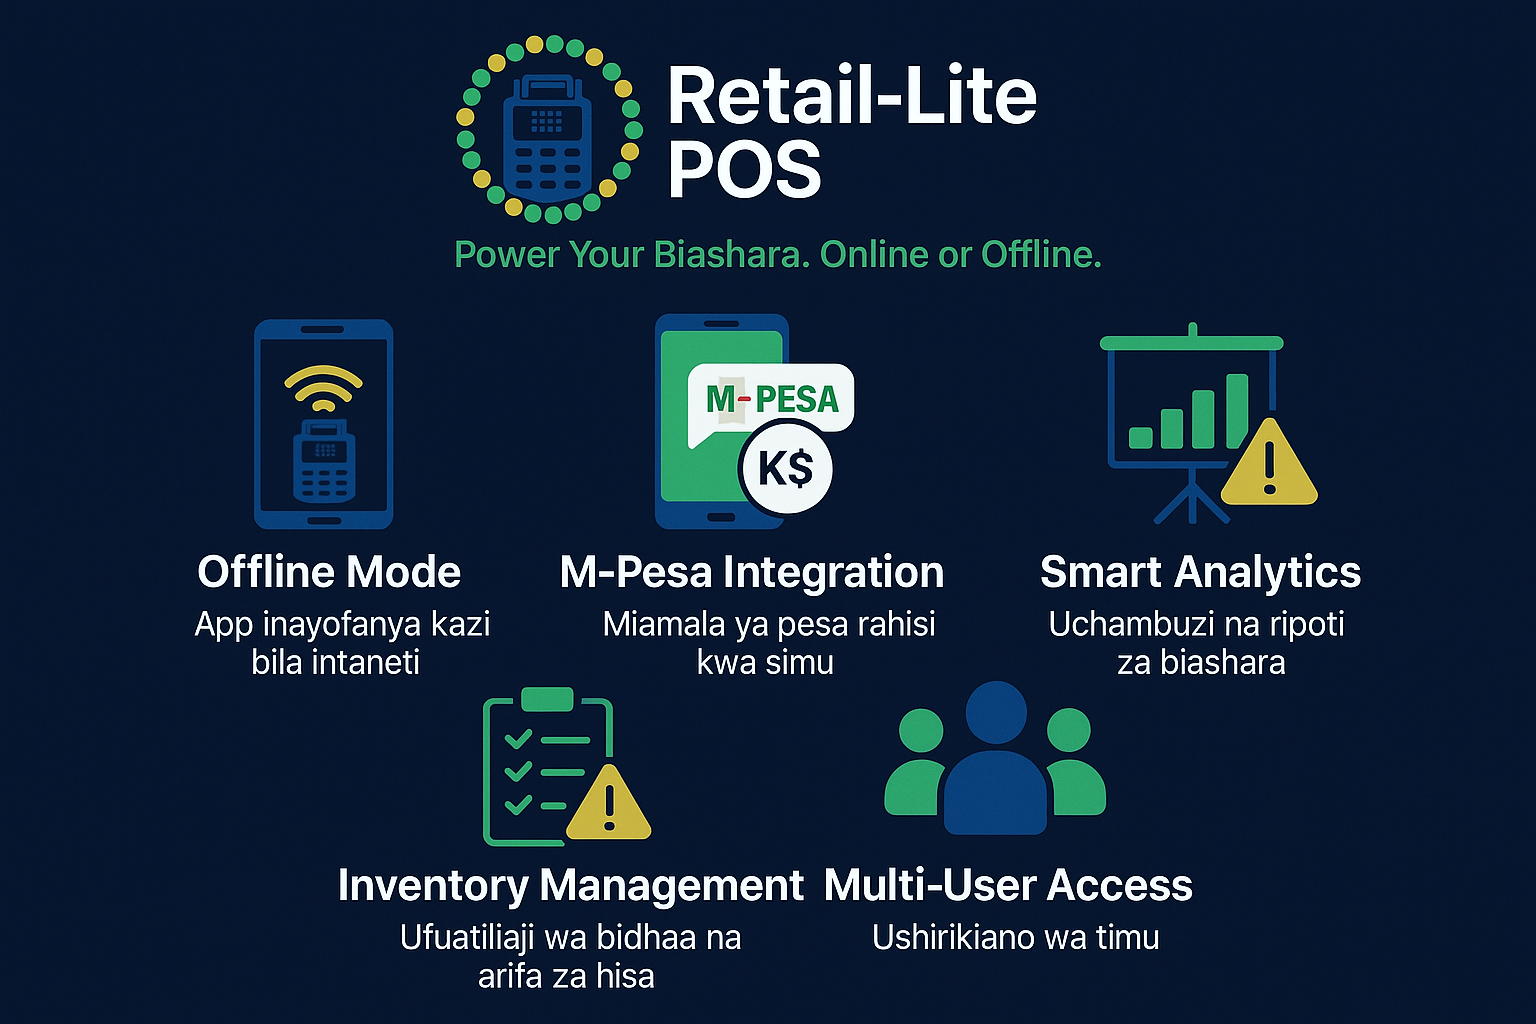 Retail-Lite
POS
Power Your Biashara. Online or Offline.
M-PESA
K$
Offline Mode
App inayofanya kazi
bila intaneti
M-Pesa Integration
Miamala ya pesa rahisi
kwa simu
Smart Analytics
Uchambuzi na ripoti
za biashara
Inventory Management
Ufuatiliaji wa bidhaa na
arifa za hisa
Multi-User Access
Ushirikiano wa timu